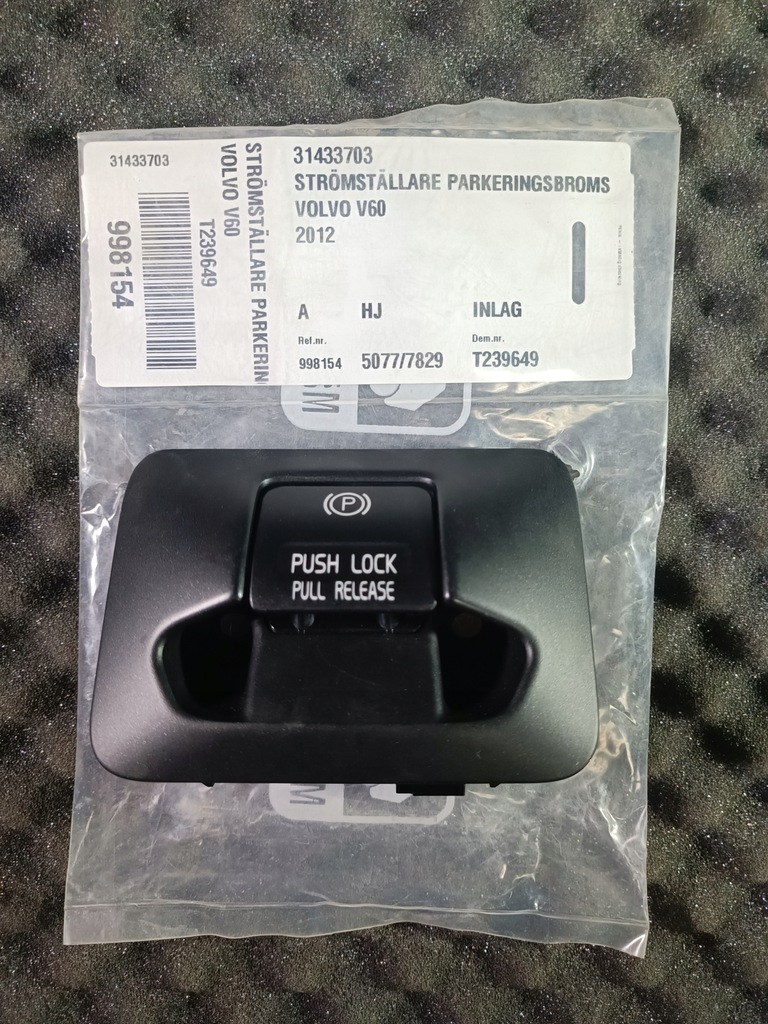 31433703
998154
T239649
VOLVO V60
STRÖMSTÄLLARE PARKERIN
31433703
STRÖMSTÄLLARE PARKERINGSBROMS
VOLVO V60
2012
A HJ INLAG
Ref.nr. Dem.nr.
998154 5077/7829 T239649
P
PUSH LOCK
PULL RELEASE